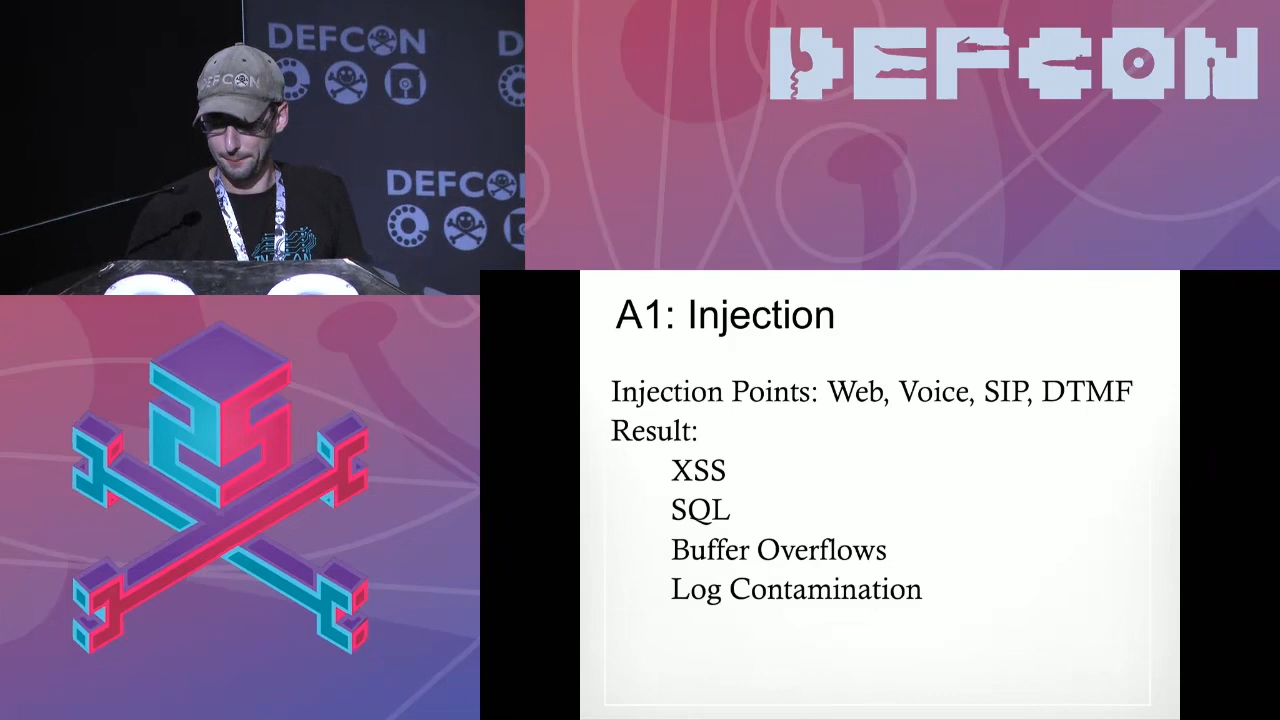 DEFCON
D
DEFCON
DEFCON
DEFCON
A1: Injection
Injection Points: Web, Voice, SIP, DTMF
Result:
XSS
SQL
Buffer Overflows
Log Contamination